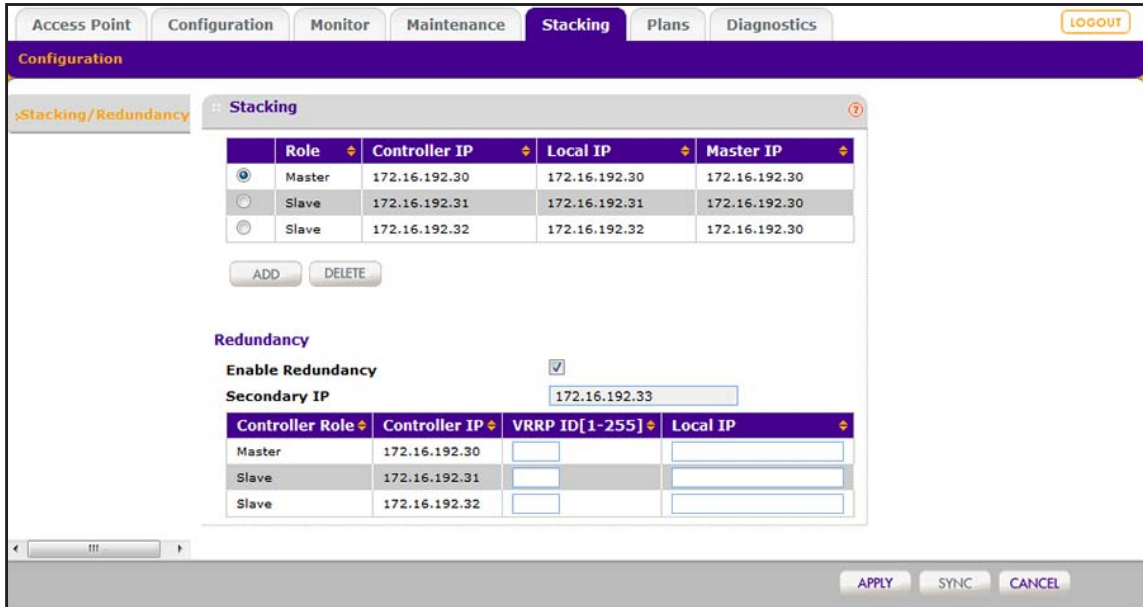 Access Point Configuration Monitor Maintenance Stacking Plans Diagnostics LOGOUT
Configuration
Stacking/Redundancy
Stacking ?
Role Controller IP Local IP Master IP
Master 172.16.192.30 172.16.192.30 172.16.192.30
Slave 172.16.192.31 172.16.192.31 172.16.192.30
Slave 172.16.192.32 172.16.192.32 172.16.192.30
ADD DELETE
Redundancy
Enable Redundancy
Secondary IP 172.16.192.33
Controller Role Controller IP VRRP ID[1-255] Local IP
Master 172.16.192.30
Slave 172.16.192.31
Slave 172.16.192.32
APPLY SYNC CANCEL